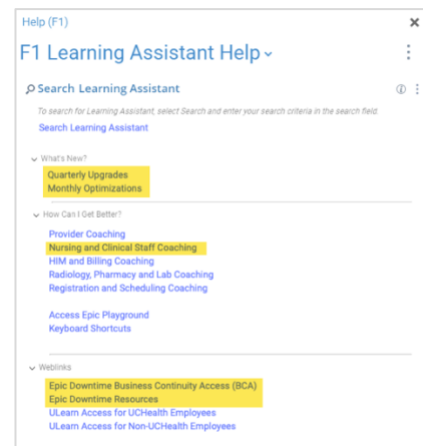 Help (F1)
F1 Learning Assistant Help
Search Learning Assistant
To search for Learning Assistant, select Search and enter your search criteria in the search field.
Search Learning Assistant
What's New?
Quarterly Upgrades
Monthly Optimizations
How Can I Get Better?
Provider Coaching
Nursing and Clinical Staff Coaching
HIM and Billing Coaching
Radiology, Pharmacy and Lab Coaching
Registration and Scheduling Coaching
Access Epic Playground
Keyboard Shortcuts
Weblinks
Epic Downtime Business Continuity Access (BCA)
Epic Downtime Resources
ULearn Access for UCHealth Employees
ULearn Access for Non-UCHealth Employees